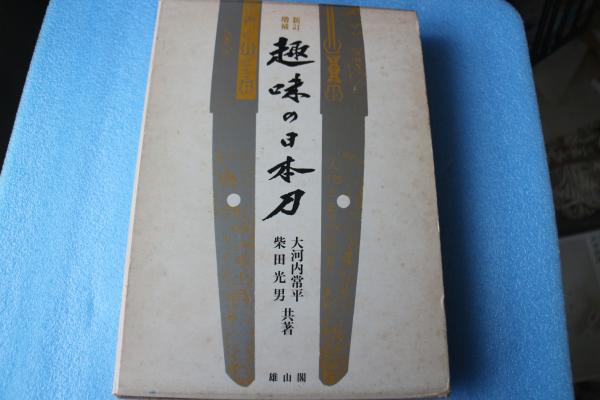 新訂
増補
趣味の日本刀
大河内常平
柴田光男
共著
雄山閣